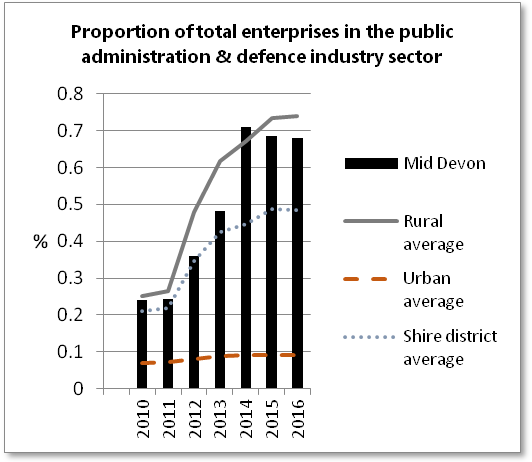 Proportion of total enterprises in the public
administration & defence industry sector
0.8
0.7
0.6
0.5
0.4
0.3
0.2
0.1
0
%
2010
2011
2012
2013
2014
2015
2016
Mid Devon
Rural
average
Urban
average
Shire district
average